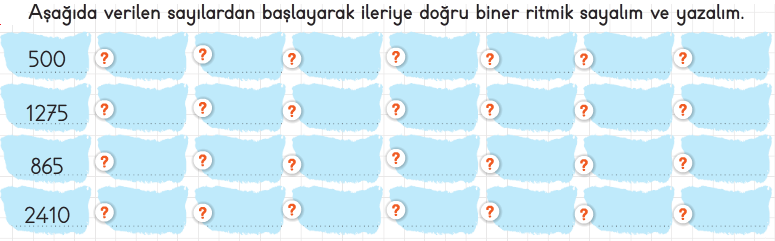 Aşağıda verilen sayılardan başlayarak ileriye doğru biner ritmik sayalım ve yazalım.
500 ? ? ? ? ? ? ?
1275 ? ? ? ? ? ? ?
865 ? ? ? ? ? ? ?
2410 ? ? ? ? ? ? ?